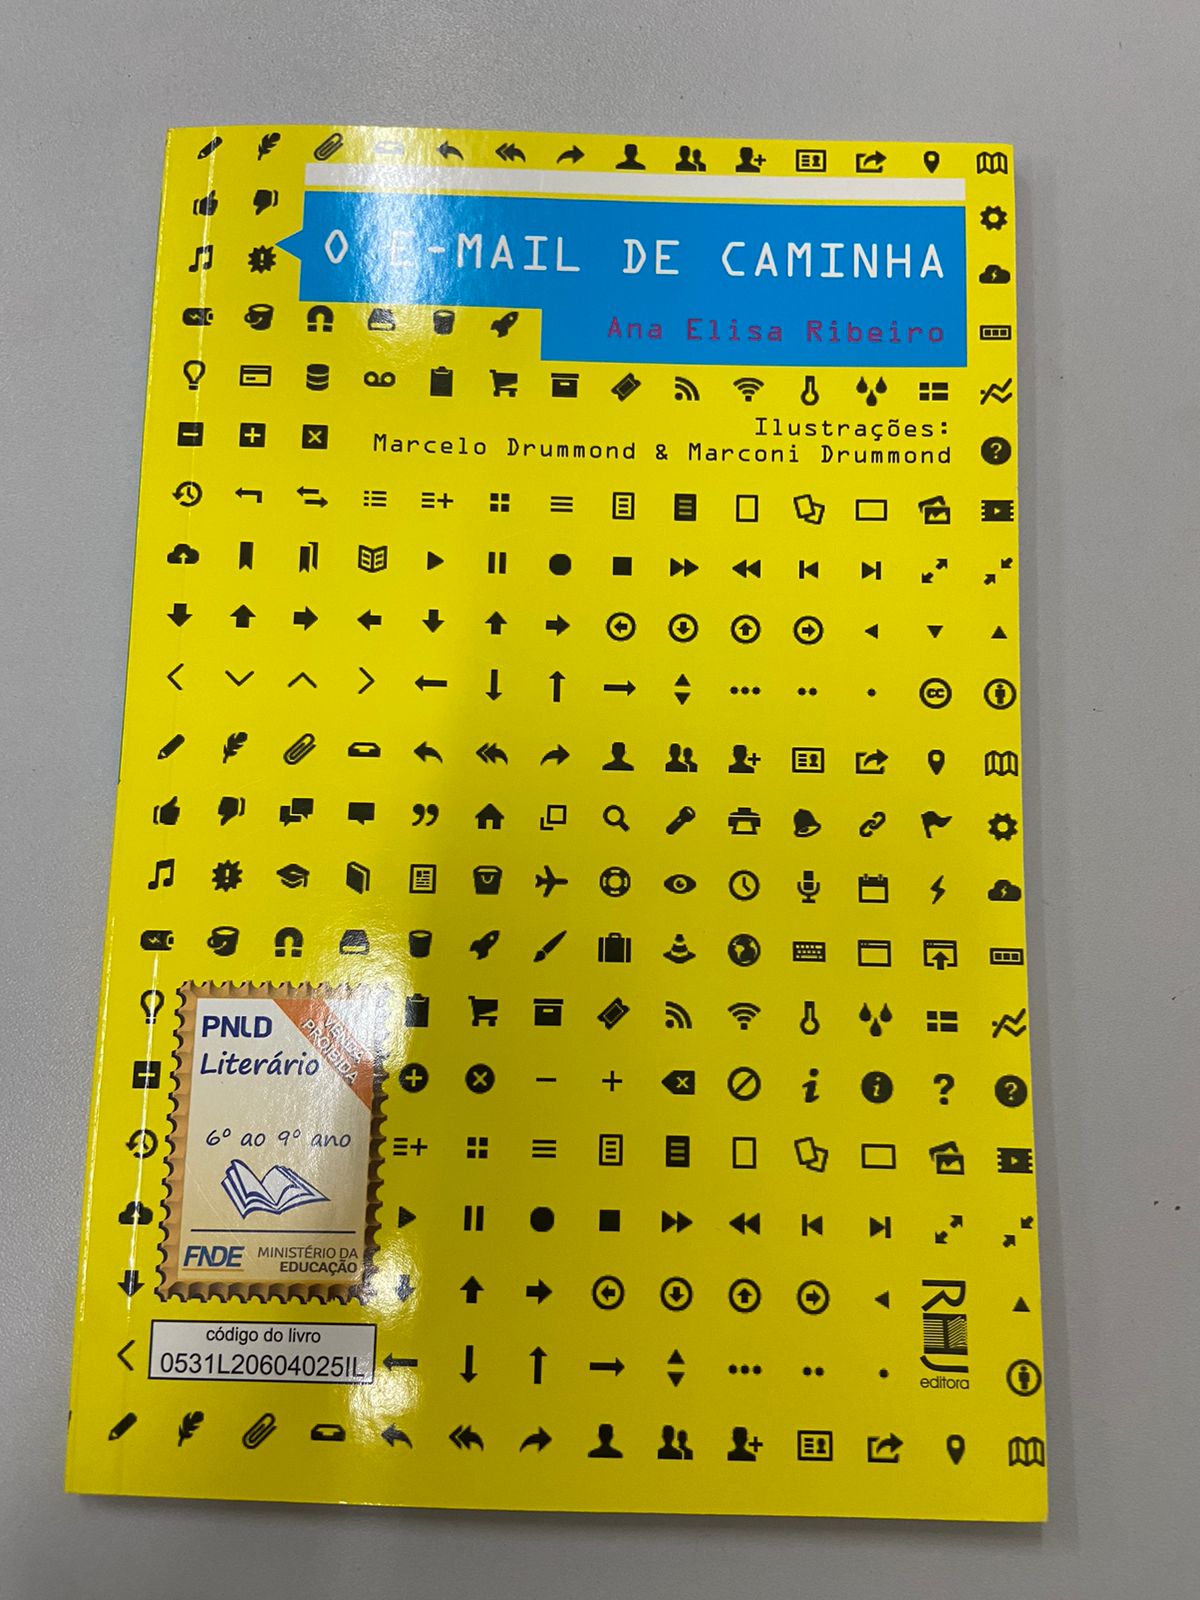 O E-MAIL DE CAMINHA
Ana Elisa Ribeiro
Ilustrações:
Marcelo Drummond & Marconi Drummond
PNLD
VENDA
PROIBIDA
Literário
6º ao 9º ano
FNDE
MINISTÉRIO DA
EDUCAÇÃO
código do livro
0531L20604025IL
RHJ
editora